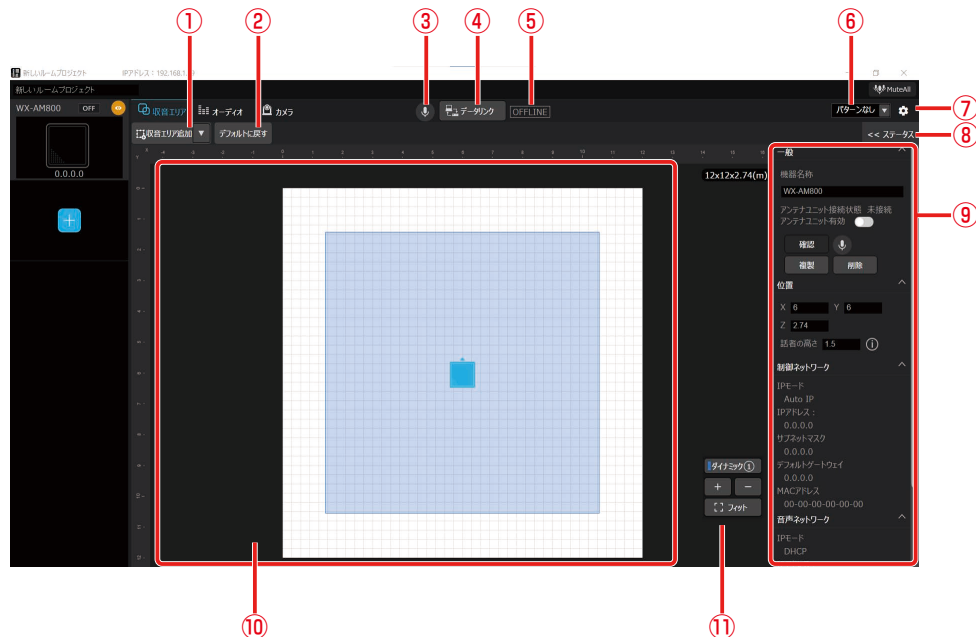 ① ② ③ ④ ⑤ ⑥
新しいルームプロジェクト IPアドレス : 192.168.1.
新しいルームプロジェクト MuteAll
WX-AM800 OFF 収音エリア オーディオ カメラ データリンク OFFLINE パターンなし ⑦
収音エリア追加 ▼ デフォルトに戻す << ステータス ⑧
0.0.0.0
12x12x2.74(m)
一般
機器名称
WX-AM800 ⑨
アンテナユニット接続状態 未接続
アンテナユニット有効
確認
複製 削除
位置
X 6 Y 6
Z 2.74
話者の高さ 1.5
制御ネットワーク
IPモード
Auto IP
IPアドレス :
0.0.0.0
サブネットマスク
0.0.0.0
デフォルトゲートウェイ
0.0.0.0
MACアドレス
00-00-00-00-00-00
音声ネットワーク
IPモード
DHCP
ダイナミック①
+ −
フィット
⑩ ⑪